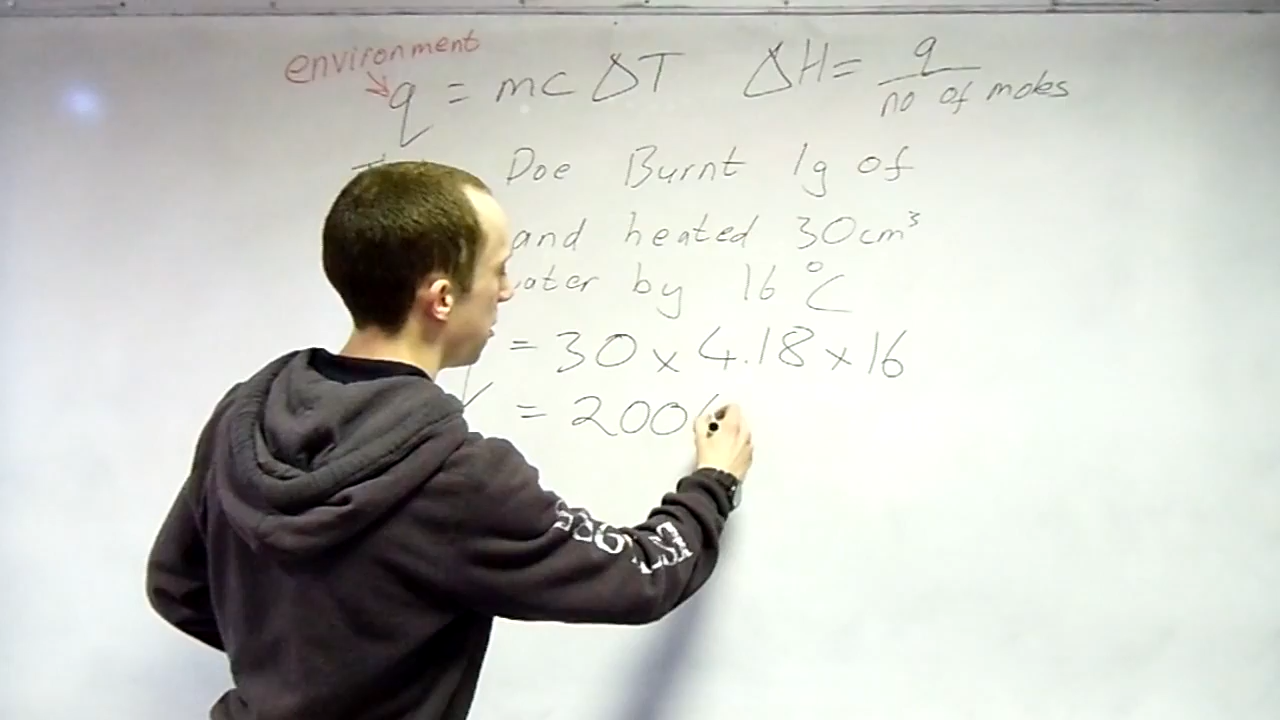 environment
q = mc ΔT ΔH = q / no of moles
Doe Burnt 1g of
and heated 30cm³
by 16 °C
= 30 x 4.18 x 16
= 200